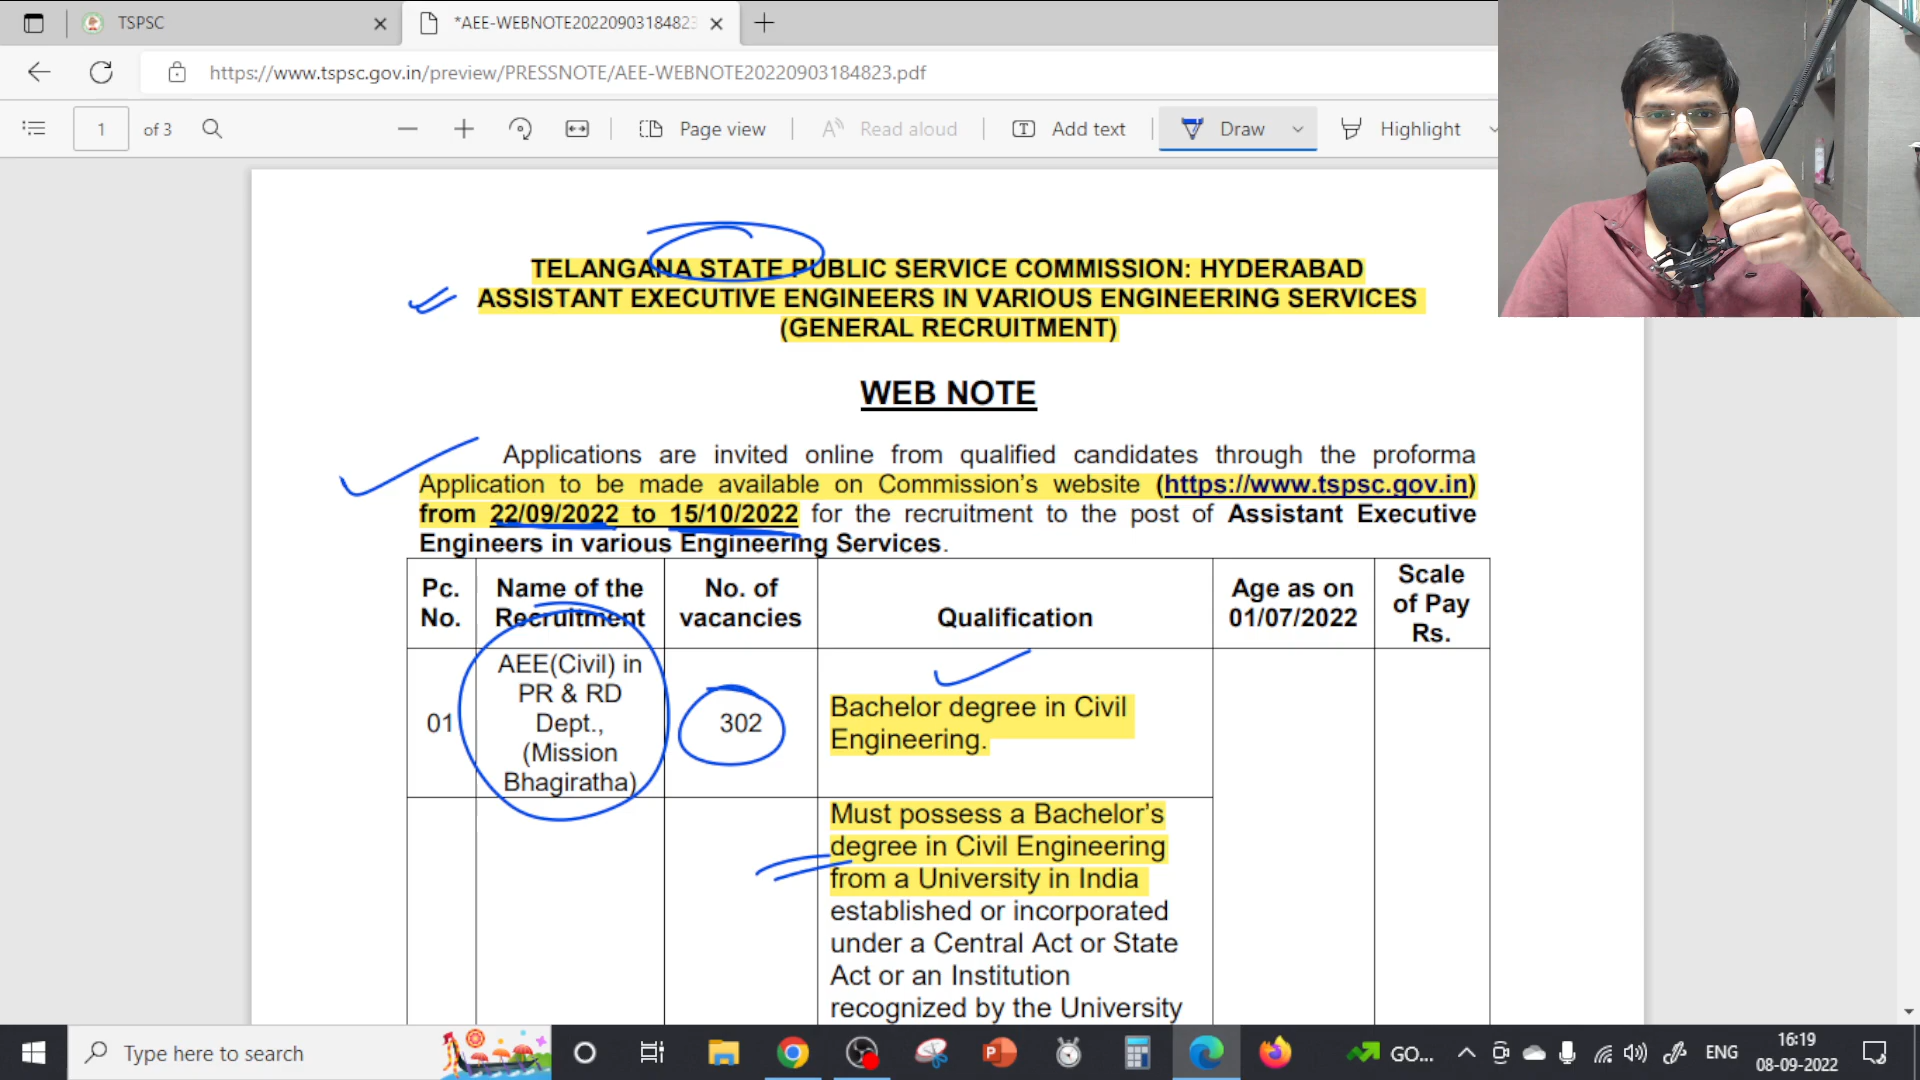 TSPSC
*AEE-WEBNOTE20220903184823
https://www.tspsc.gov.in/preview/PRESSNOTE/AEE-WEBNOTE20220903184823.pdf
1 of 3
Page view
Read aloud
Add text
Draw
Highlight
TELANGANA STATE PUBLIC SERVICE COMMISSION: HYDERABAD
ASSISTANT EXECUTIVE ENGINEERS IN VARIOUS ENGINEERING SERVICES
(GENERAL RECRUITMENT)
WEB NOTE
Applications are invited online from qualified candidates through the proforma
Application to be made available on Commission's website (https://www.tspsc.gov.in)
from 22/09/2022 to 15/10/2022 for the recruitment to the post of Assistant Executive
Engineers in various Engineering Services.
Pc.
No.
Name of the
Recruitment
No. of
vacancies
Qualification
Age as on
01/07/2022
Scale
of Pay
Rs.
01
AEE(Civil) in
PR & RD
Dept.,
(Mission
Bhagiratha)
302
Bachelor degree in Civil
Engineering.
Must possess a Bachelor's
degree in Civil Engineering
from a University in India
established or incorporated
under a Central Act or State
Act or an Institution
recognized by the University
Type here to search
GO...
ENG
16:19
08-09-2022